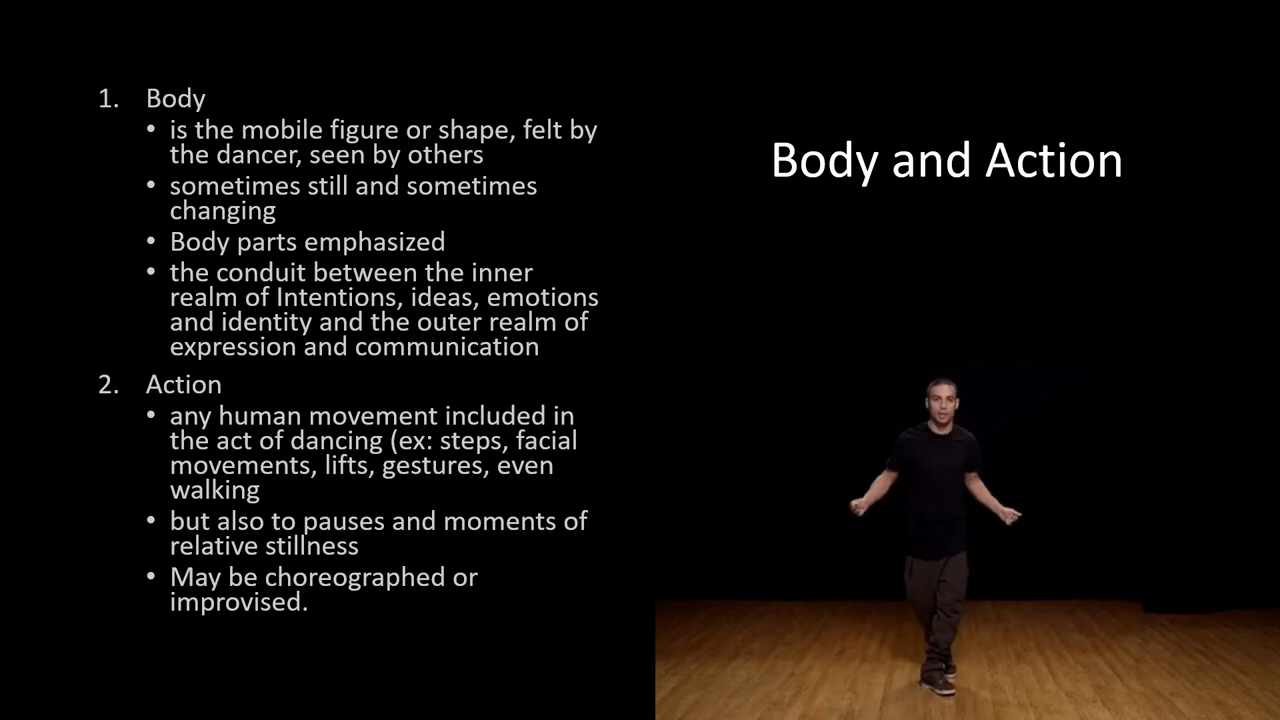 1. Body
• is the mobile figure or shape, felt by
the dancer, seen by others
• sometimes still and sometimes
changing
• Body parts emphasized
• the conduit between the inner
realm of Intentions, ideas, emotions
and identity and the outer realm of
expression and communication
2. Action
• any human movement included in
the act of dancing (ex: steps, facial
movements, lifts, gestures, even
walking
• but also to pauses and moments of
relative stillness
• May be choreographed or
improvised.
Body and Action